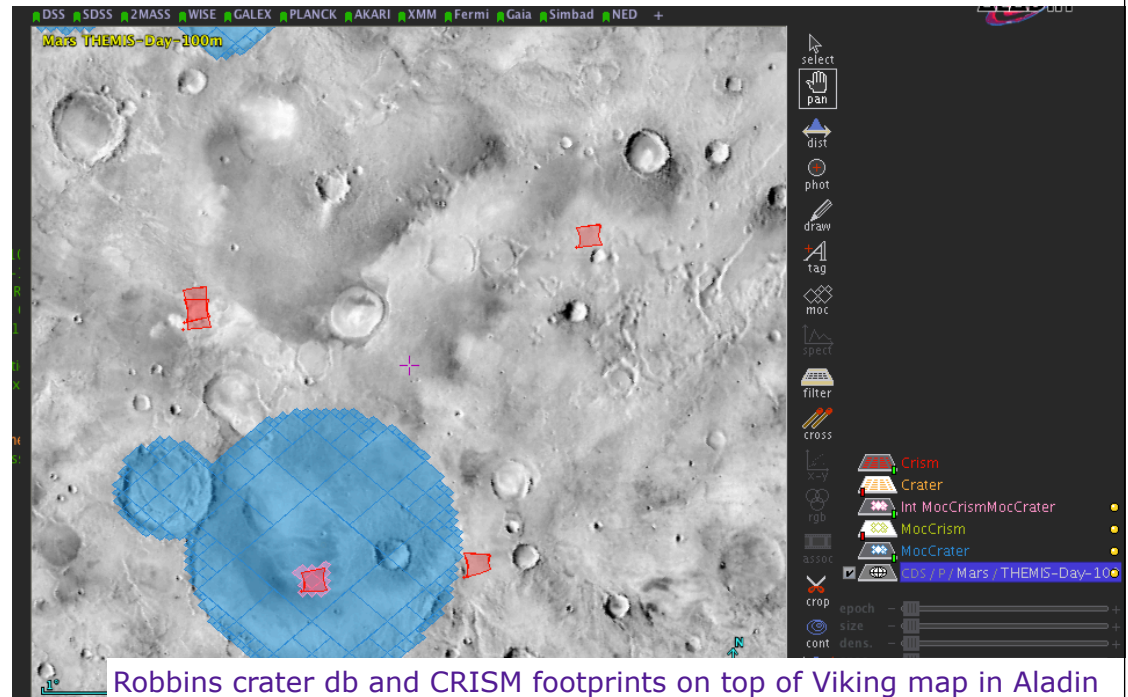 DSS SDSS 2MASS WISE GALEX PLANCK AKARI XMM Fermi Gaia Simbad NED +
Mars THEMIS-Day-100m
select
pan
dist
phot
draw
tag
moc
spect
filter
cross
x-y
rgb
assoc
crop
cont
Crism
Crater
Int MocCrismMocCrater
MocCrism
MocCrater
CDS / P / Mars / THEMIS-Day-10
epoch - +
size - +
dens. - +
N
1°
Robbins crater db and CRISM footprints on top of Viking map in Aladin